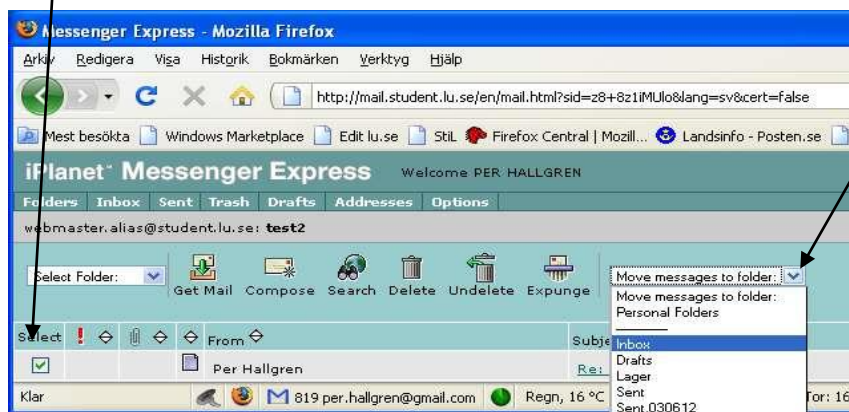 Messenger Express - Mozilla Firefox
Arkiv Redigera Visa Historik Bokmärken Verktyg Hjälp
http://mail.student.lu.se/en/mail.html?sid=z8+8z1iMUlo&lang=sv&cert=false
Mest besökta Windows Marketplace Edit lu.se StiL Firefox Central | Mozill... Landsinfo - Posten.se
iPlanet™ Messenger Express Welcome PER HALLGREN
Folders Inbox Sent Trash Drafts Addresses Options
webmaster.alias@student.lu.se: test2
Select Folder: Get Mail Compose Search Delete Undelete Expunge Move messages to folder:
Move messages to folder:
Personal Folders
Select ! From Subje
Inbox
Per Hallgren Re:
Drafts
Lager
Klar 819 per.hallgren@gmail.com Regn, 16 °C Sent Tor: 16
Sent.030612